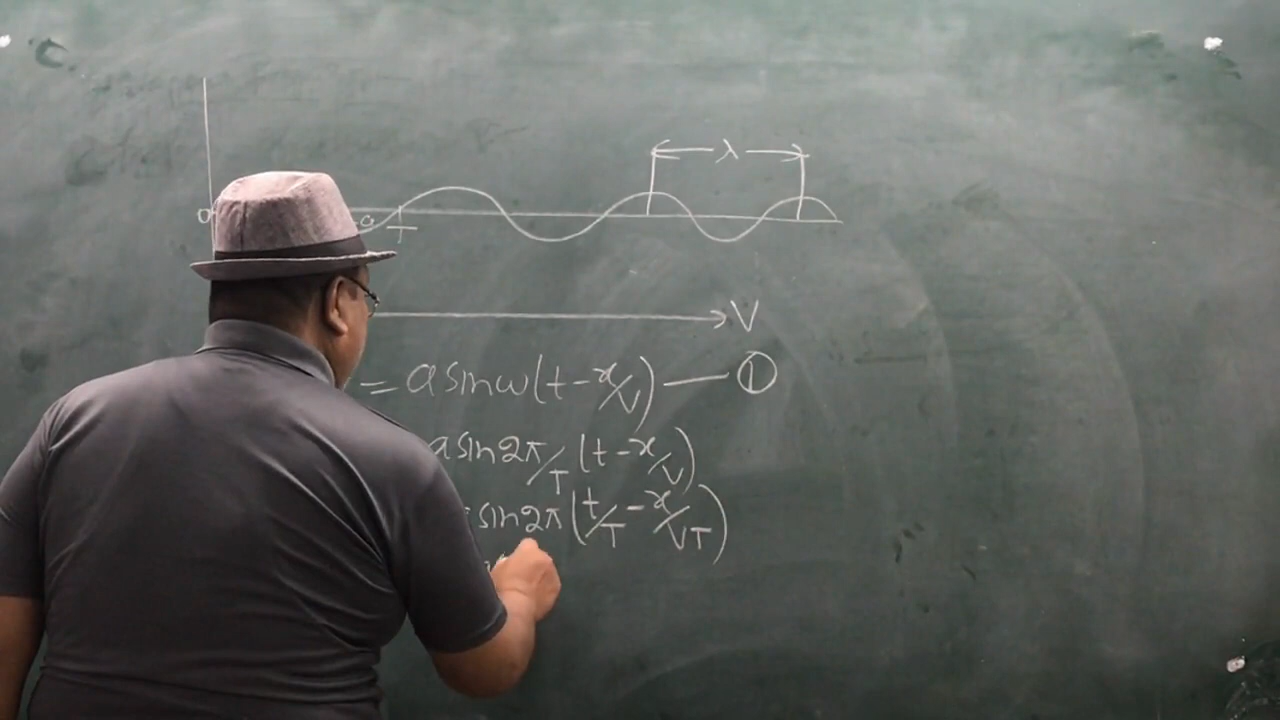 λ
O
V
= a sin ω (t - x/V) — ①
a sin 2π/T (t - x/V)
sin 2π (t/T - x/VT)